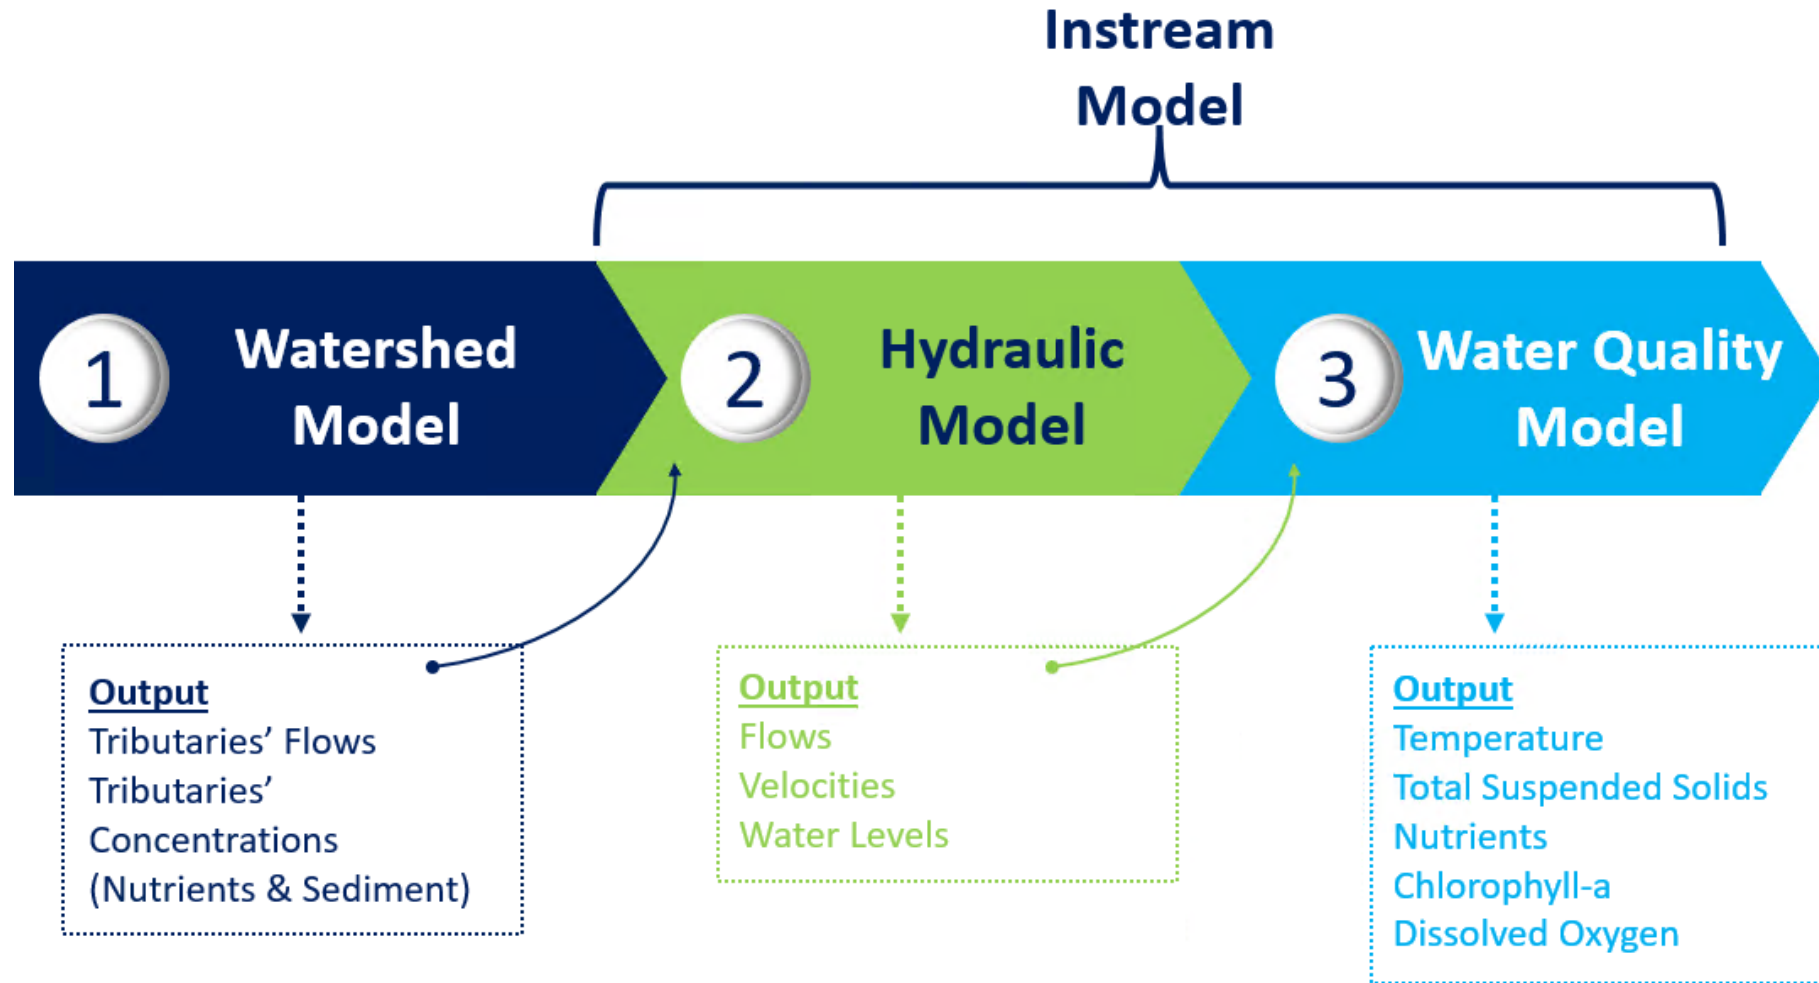 Instream
Model
1
Watershed
Model
2
Hydraulic
Model
3
Water Quality
Model
Output
Tributaries’ Flows
Tributaries’
Concentrations
(Nutrients & Sediment)
Output
Flows
Velocities
Water Levels
Output
Temperature
Total Suspended Solids
Nutrients
Chlorophyll-a
Dissolved Oxygen